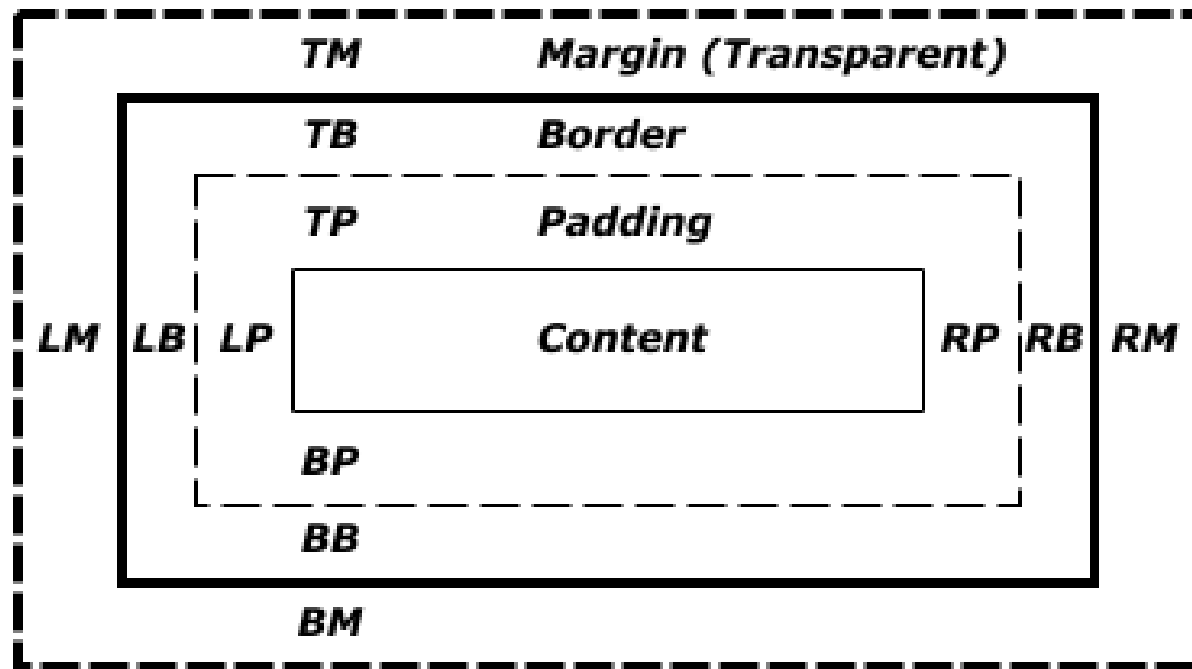 TM Margin (Transparent)
TB Border
TP Padding
LM LB LP Content RP RB RM
BP
BB
BM